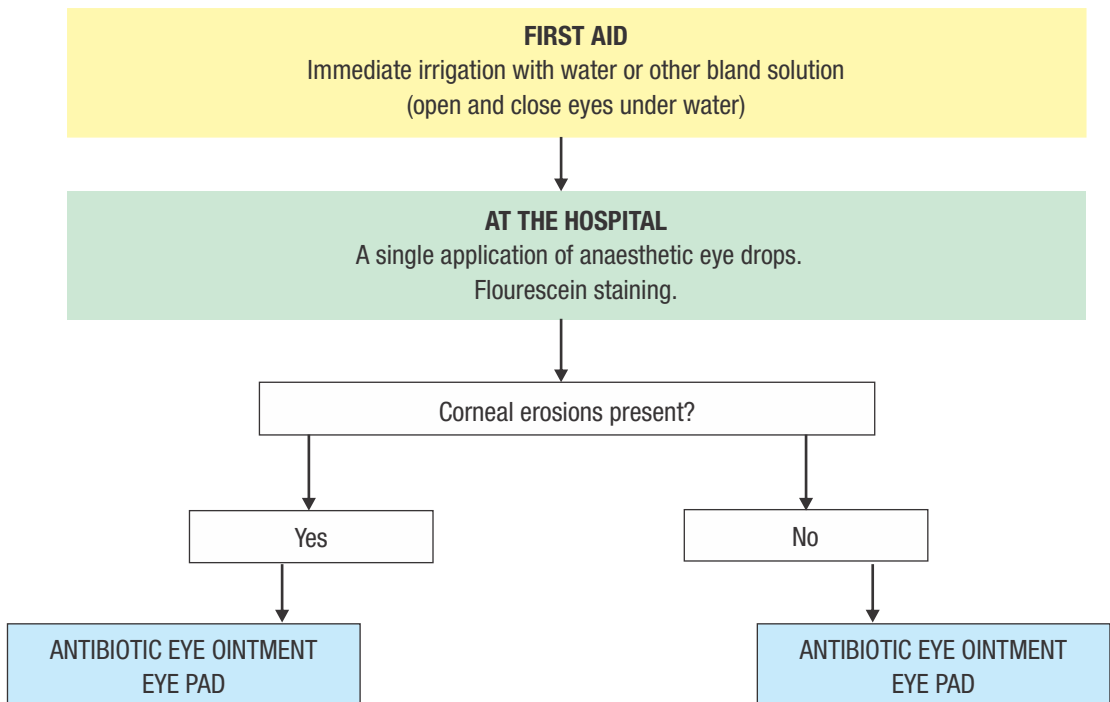 FIRST AID
Immediate irrigation with water or other bland solution
(open and close eyes under water)
AT THE HOSPITAL
A single application of anaesthetic eye drops.
Flourescein staining.
Corneal erosions present?
Yes
No
ANTIBIOTIC EYE OINTMENT
EYE PAD
ANTIBIOTIC EYE OINTMENT
EYE PAD